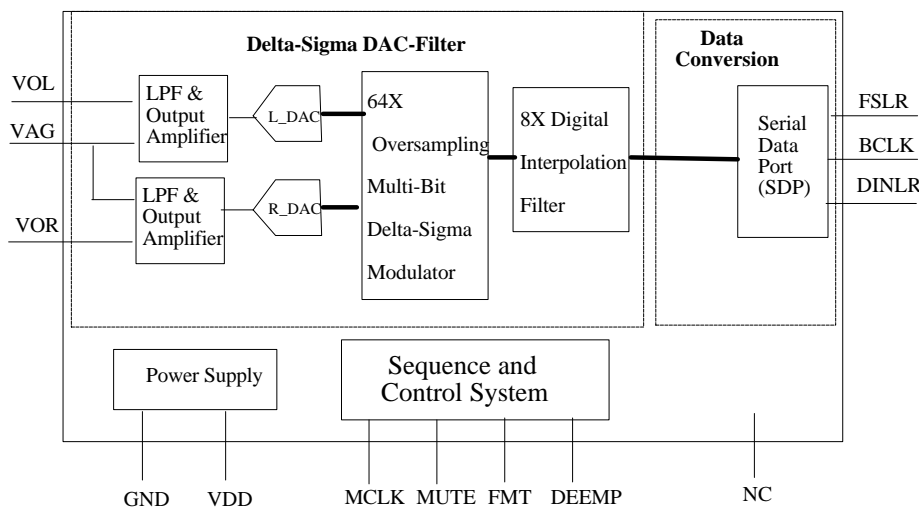 Delta-Sigma DAC-Filter
Data
Conversion
VOL
VAG
VOR
LPF &
Output
Amplifier
L_DAC
LPF &
Output
Amplifier
R_DAC
64X
Oversampling
Multi-Bit
Delta-Sigma
Modulator
8X Digital
Interpolation
Filter
Serial
Data
Port
(SDP)
FSLR
BCLK
DINLR
Power Supply
Sequence and
Control System
GND
VDD
MCLK
MUTE
FMT
DEEMP
NC